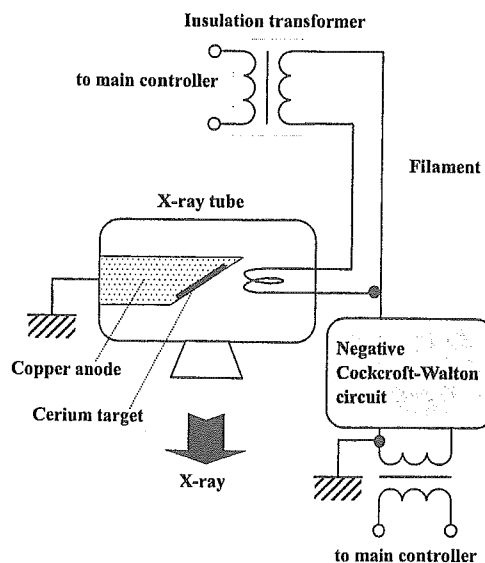 Insulation transformer
to main controller
Filament
X-ray tube
Copper anode
Cerium target
X-ray
Negative
Cockcroft-Walton
circuit
to main controller